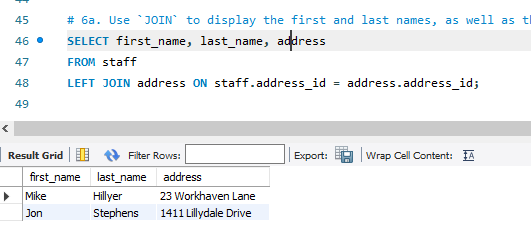 45 # 6a. Use `JOIN` to display the first and last names, as well as
46 SELECT first_name, last_name, address
47 FROM staff
48 LEFT JOIN address ON staff.address_id = address.address_id;
49
Result Grid Filter Rows: Export: Wrap Cell Content:
first_name last_name address
Mike Hillyer 23 Workhaven Lane
Jon Stephens 1411 Lillydale Drive